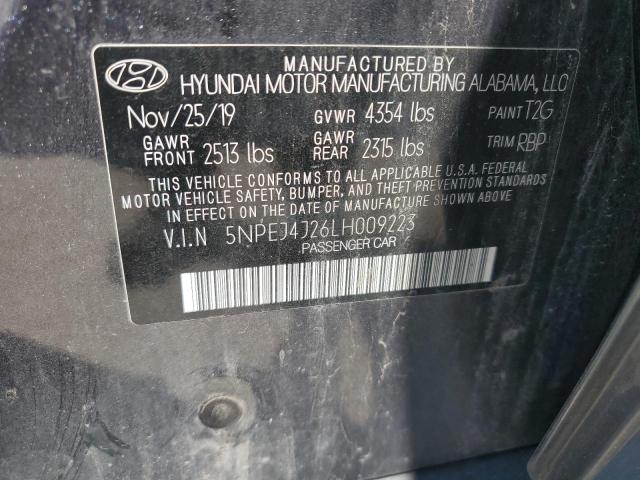 MANUFACTURED BY
HYUNDAI MOTOR MANUFACTURING ALABAMA, LLC
Nov/25/19 GVWR 4354 lbs PAINT T2G
GAWR FRONT 2513 lbs GAWR REAR 2315 lbs TRIM RBP
THIS VEHICLE CONFORMS TO ALL APPLICABLE U.S.A. FEDERAL
MOTOR VEHICLE SAFETY, BUMPER, AND THEFT PREVENTION STANDARDS
IN EFFECT ON THE DATE OF MANUFACTURE SHOWN ABOVE
V.I.N 5NPEJ4J26LH009223
PASSENGER CAR